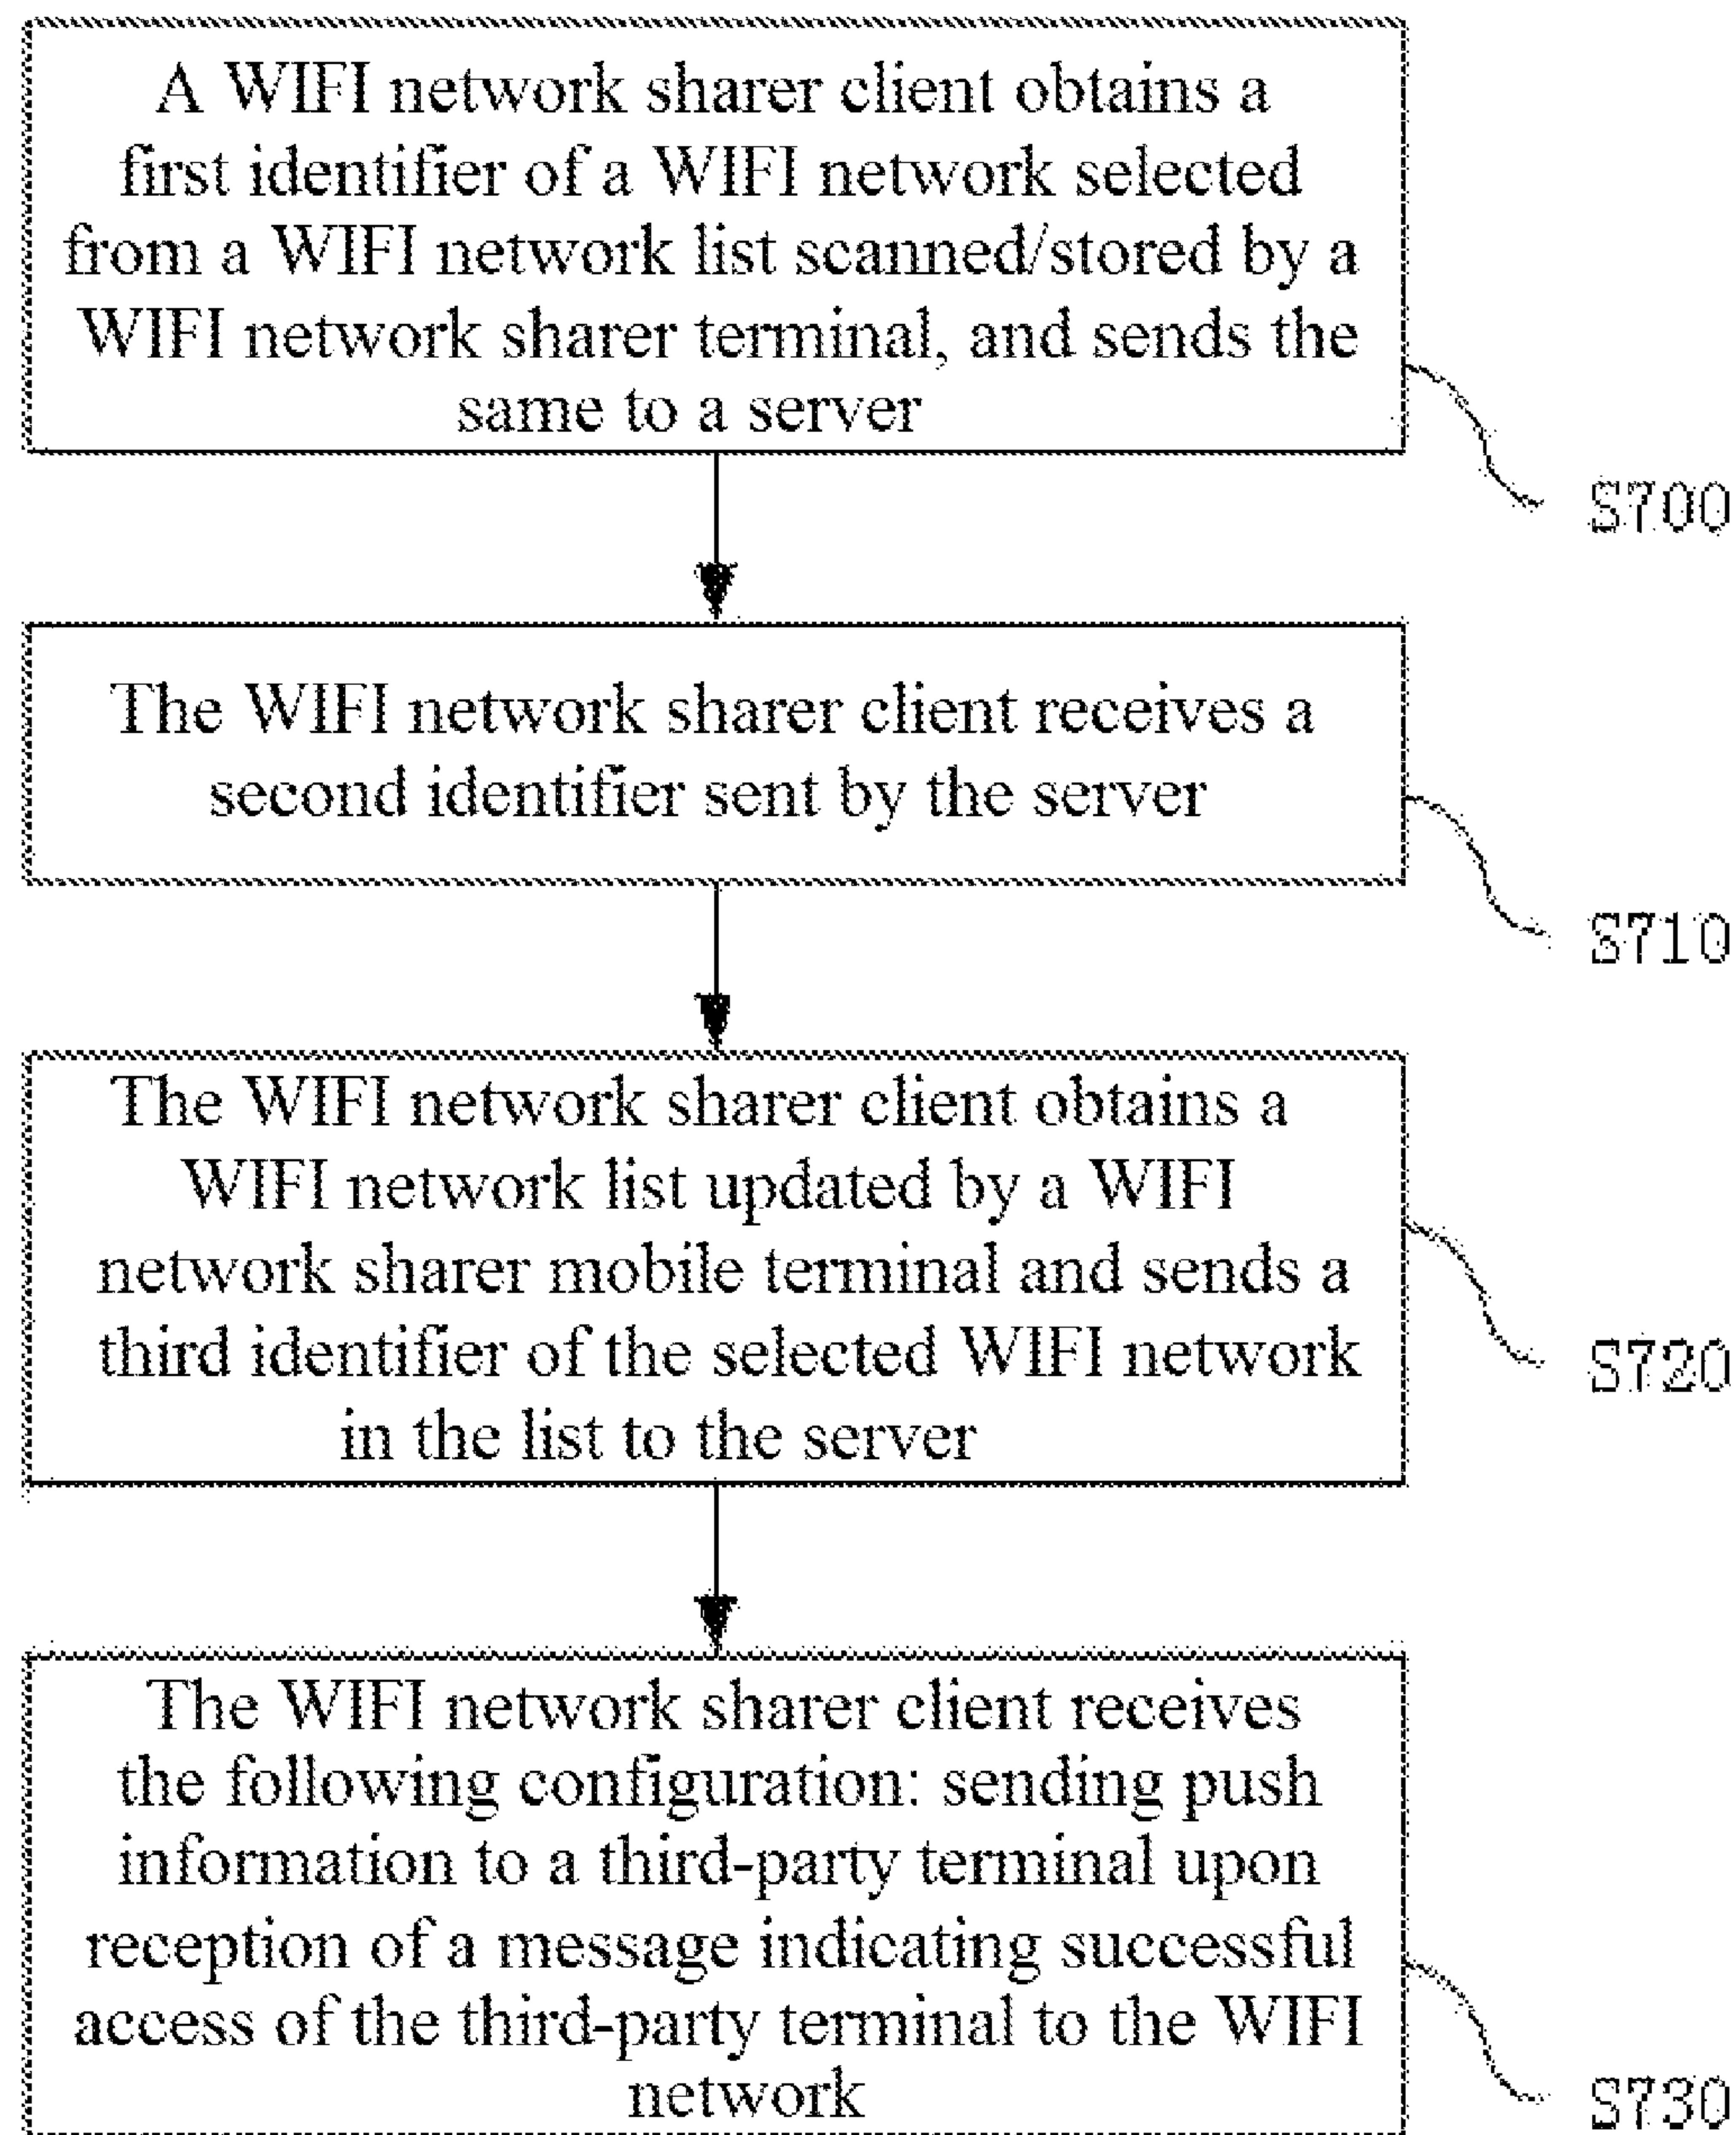 A WIFI network sharer client obtains a
first identifier of a WIFI network selected
from a WIFI network list scanned/stored by a
WIFI network sharer terminal, and sends the
same to a server
S700
The WIFI network sharer client receives a
second identifier sent by the server
S710
The WIFI network sharer client obtains a
WIFI network list updated by a WIFI
network sharer mobile terminal and sends a
third identifier of the selected WIFI network
in the list to the server
S720
The WIFI network sharer client receives
the following configuration: sending push
information to a third-party terminal upon
reception of a message indicating successful
access of the third-party terminal to the WIFI
network
S730